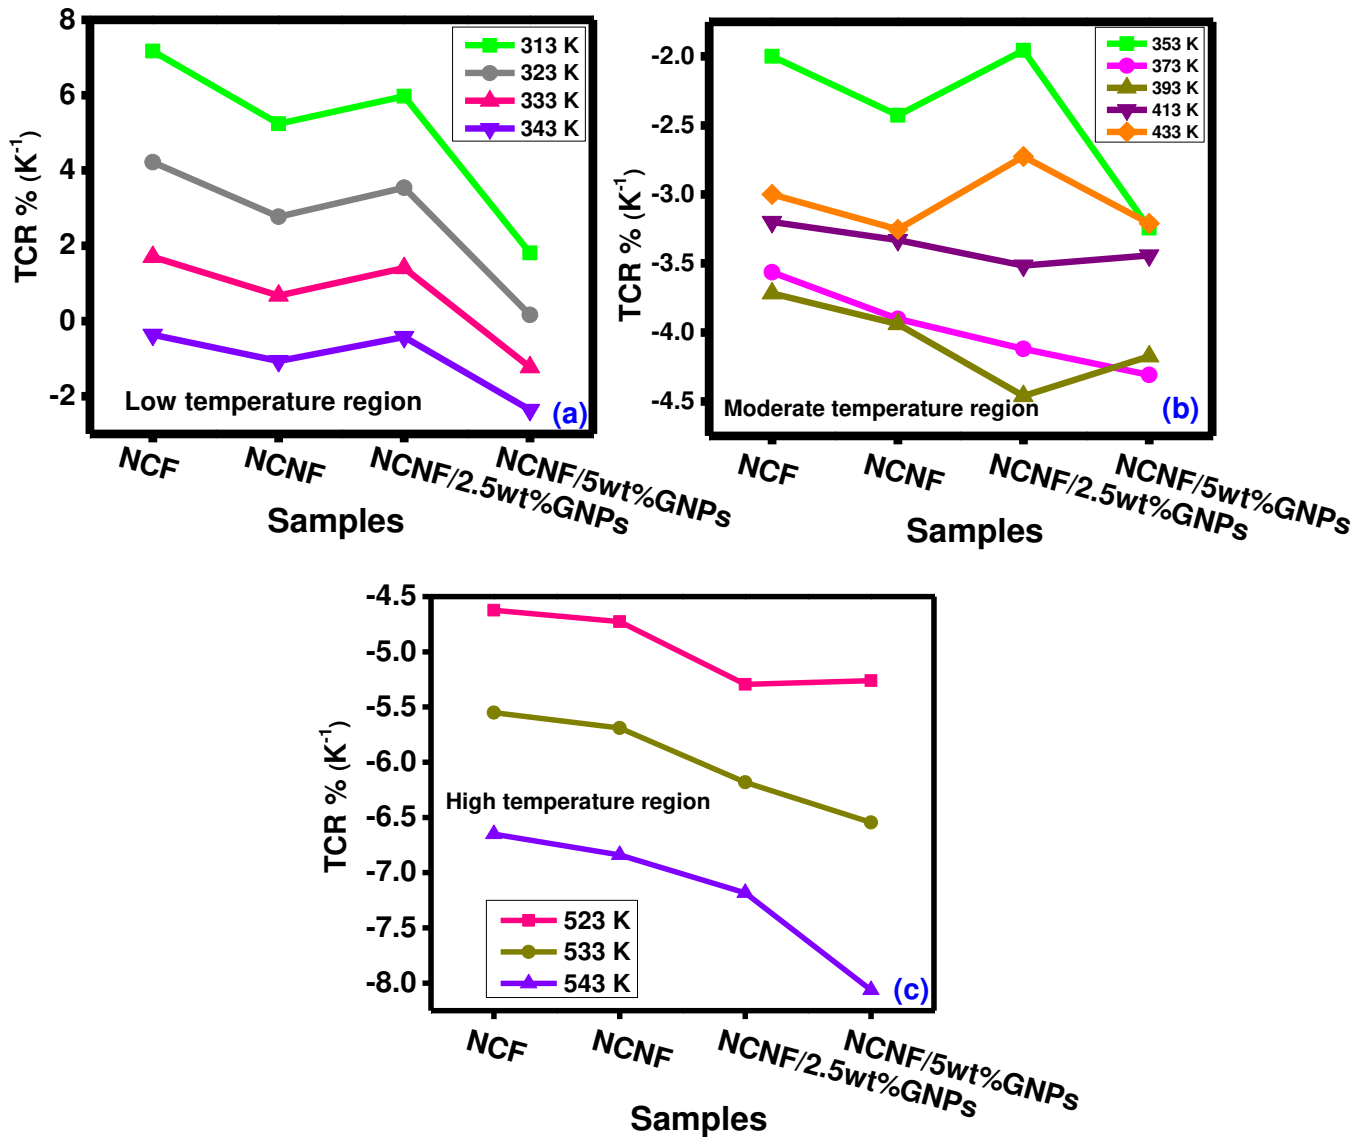 8
6
4
2
0
-2
TCR % (K⁻¹)
313 K
323 K
333 K
343 K
Low temperature region
(a)
NCF
NCNF
NCNF/2.5wt%GNPs
NCNF/5wt%GNPs
Samples
-2.0
-2.5
-3.0
-3.5
-4.0
-4.5
TCR % (K⁻¹)
353 K
373 K
393 K
413 K
433 K
Moderate temperature region
(b)
NCF
NCNF
NCNF/2.5wt%GNPs
NCNF/5wt%GNPs
Samples
-4.5
-5.0
-5.5
-6.0
-6.5
-7.0
-7.5
-8.0
TCR % (K⁻¹)
High temperature region
523 K
533 K
543 K
(c)
NCF
NCNF
NCNF/2.5wt%GNPs
NCNF/5wt%GNPs
Samples